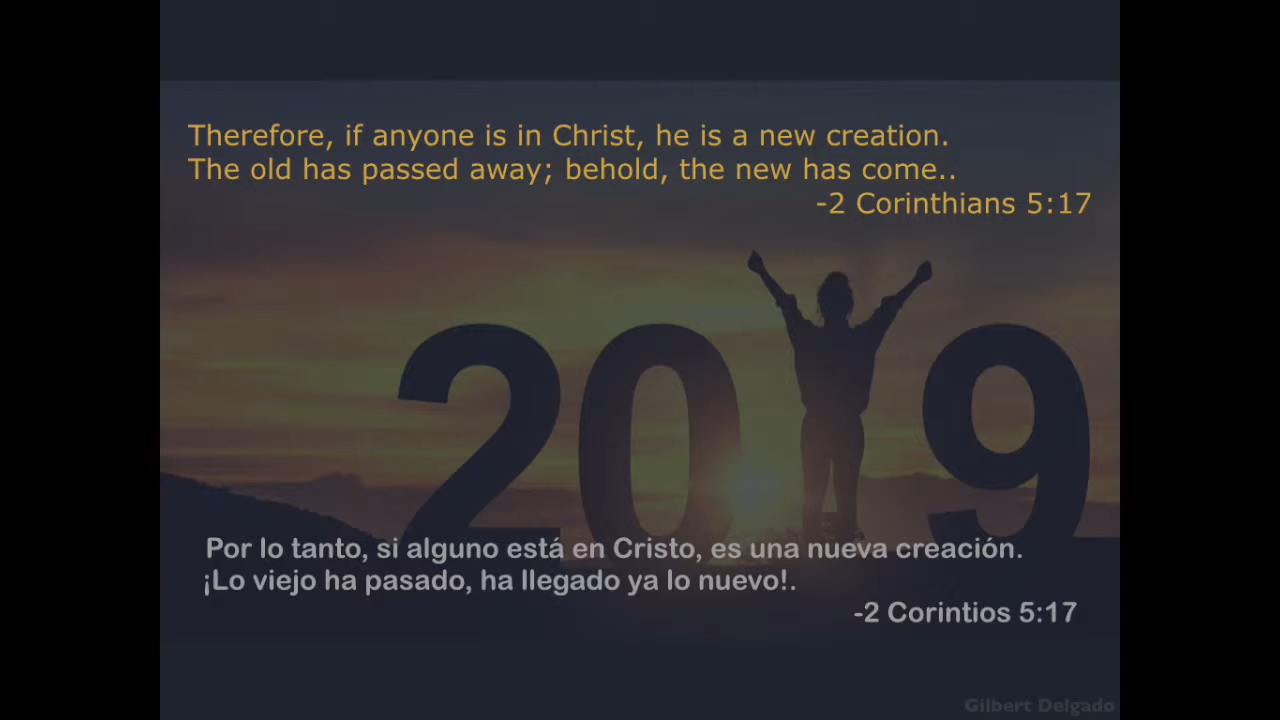 Therefore, if anyone is in Christ, he is a new creation.
The old has passed away; behold, the new has come..
-2 Corinthians 5:17
20 9
Por lo tanto, si alguno está en Cristo, es una nueva creación.
¡Lo viejo ha pasado, ha llegado ya lo nuevo!.
-2 Corintios 5:17
Gilbert Delgado